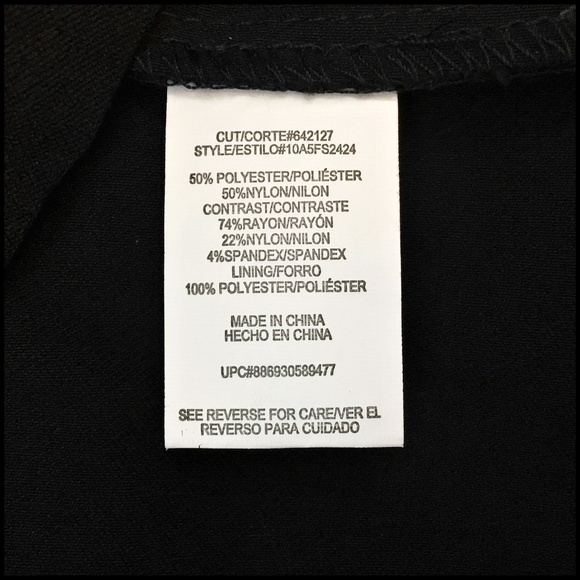 CUT/CORTE#642127
STYLE/ESTILO#10A5FS2424
50% POLYESTER/POLIÉSTER
50%NYLON/NILON
CONTRAST/CONTRASTE
74%RAYON/RAYÓN
22%NYLON/NILON
4%SPANDEX/SPANDEX
LINING/FORRO
100% POLYESTER/POLIÉSTER
MADE IN CHINA
HECHO EN CHINA
UPC#886930589477
SEE REVERSE FOR CARE/VER EL
REVERSO PARA CUIDADO